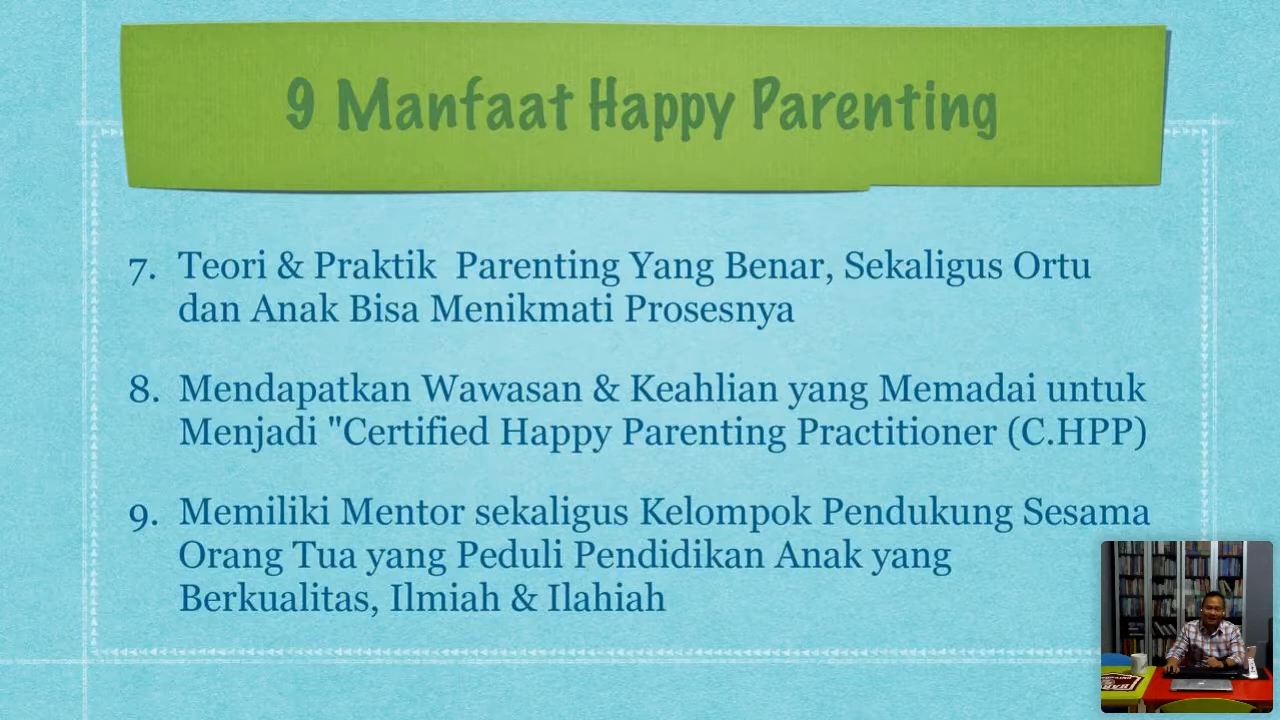 9 Manfaat Happy Parenting
7. Teori & Praktik Parenting Yang Benar, Sekaligus Ortu
dan Anak Bisa Menikmati Prosesnya
8. Mendapatkan Wawasan & Keahlian yang Memadai untuk
Menjadi "Certified Happy Parenting Practitioner (C.HPP)
9. Memiliki Mentor sekaligus Kelompok Pendukung Sesama
Orang Tua yang Peduli Pendidikan Anak yang
Berkualitas, Ilmiah & Ilahiah